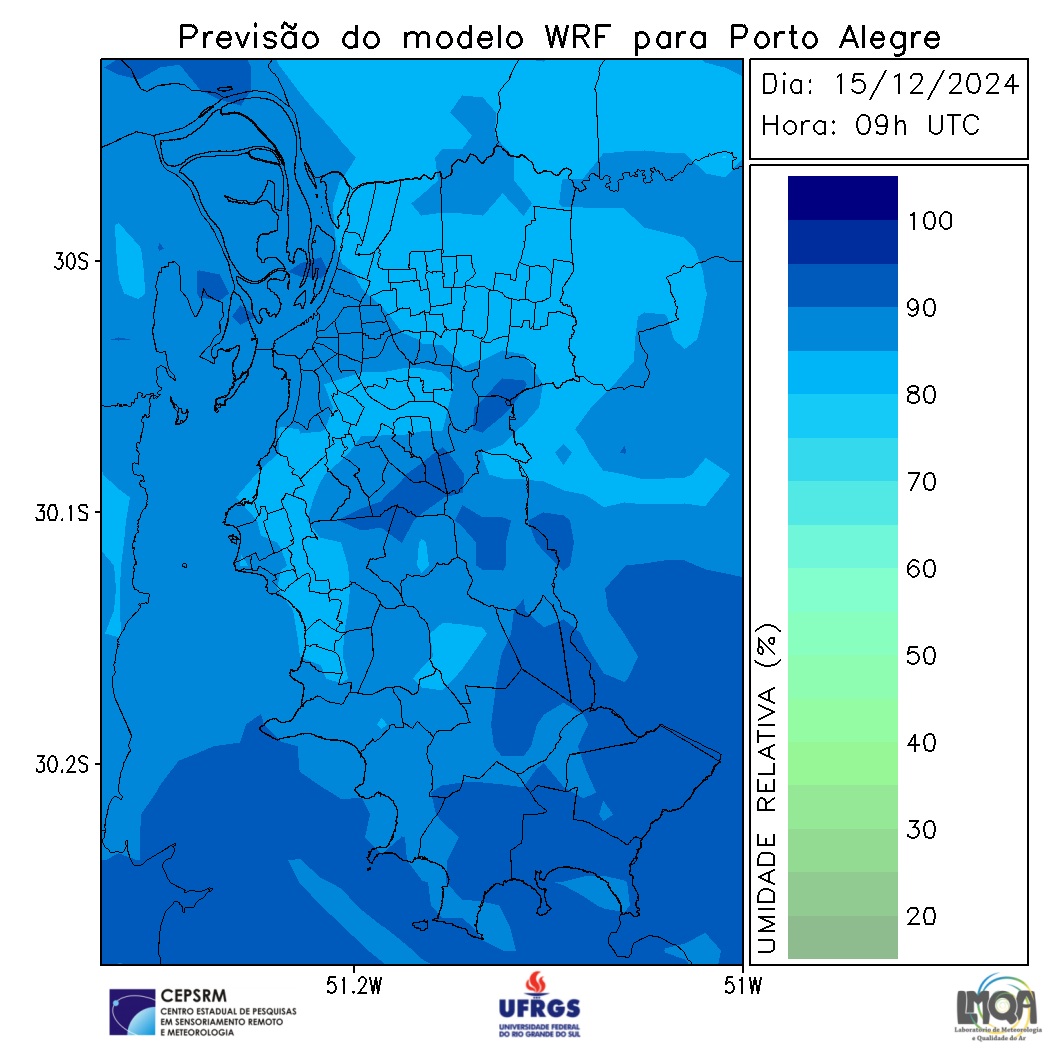 Previsão do modelo WRF para Porto Alegre
Dia: 15/12/2024
Hora: 09h UTC
30S
30.1S
30.2S
51.2W
51W
UMIDADE RELATIVA (%)
100
90
80
70
60
50
40
30
20
CEPSRM
CENTRO ESTADUAL DE PESQUISAS
EM SENSORIAMENTO REMOTO
E METEOROLOGIA
UFRGS
UNIVERSIDADE FEDERAL
DO RIO GRANDE DO SUL
LMQA
Laboratório de Meteorologia
e Qualidade do Ar